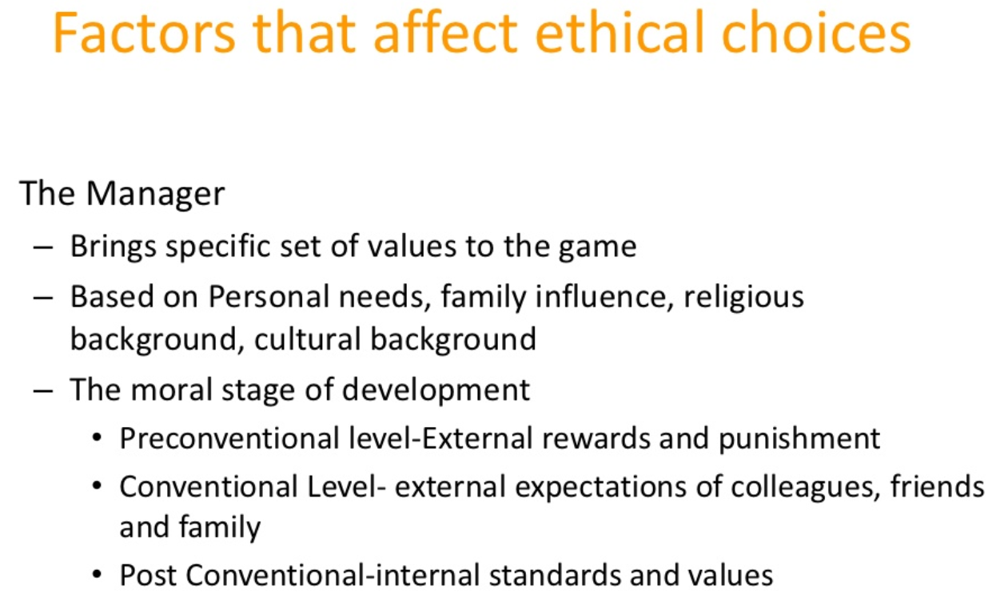 Factors that affect ethical choices
The Manager
– Brings specific set of values to the game
– Based on Personal needs, family influence, religious
background, cultural background
– The moral stage of development
• Preconventional level-External rewards and punishment
• Conventional Level- external expectations of colleagues, friends
and family
• Post Conventional-internal standards and values